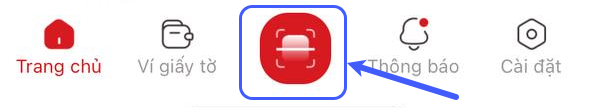 Trang chủ Ví giấy tờ Thông báo Cài đặt